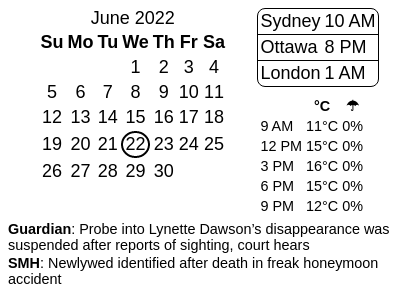 June 2022
Su Mo Tu We Th Fr Sa
1 2 3 4
5 6 7 8 9 10 11
12 13 14 15 16 17 18
19 20 21 22 23 24 25
26 27 28 29 30
Sydney 10 AM
Ottawa 8 PM
London 1 AM
°C ☂
9 AM 11°C 0%
12 PM 15°C 0%
3 PM 16°C 0%
6 PM 15°C 0%
9 PM 12°C 0%
Guardian: Probe into Lynette Dawson’s disappearance was
suspended after reports of sighting, court hears
SMH: Newlywed identified after death in freak honeymoon
accident